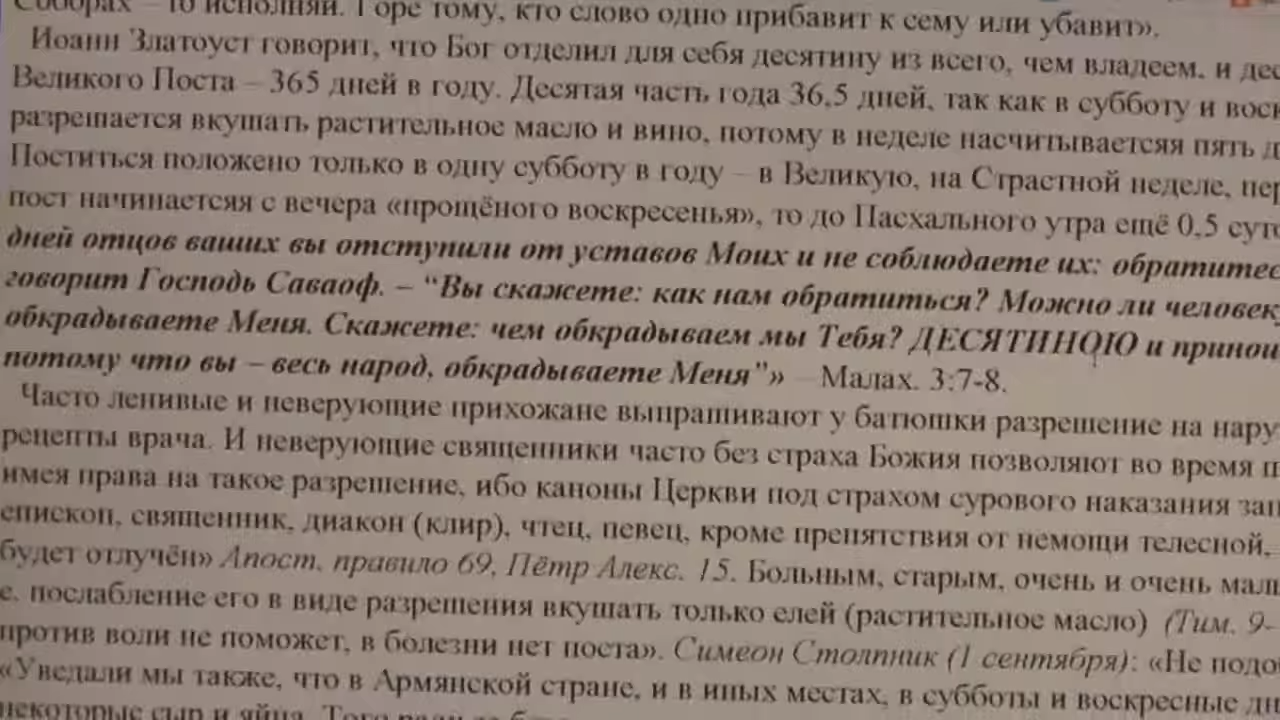 Соборах – то исполняй. Горе тому, кто слово одно прибавит к сему или убавит».
Иоанн Златоуст говорит, что Бог отделил для себя десятину из всего, чем владеем, и
Великого Поста – 365 дней в году. Десятая часть года 36,5 дней, так как в субботу и
разрешается вкушать растительное масло и вино, потому в неделе насчитываетсяя пять
Поститься положено только в одну субботу в году – в Великую, на Страстной неделе,
пост начинаетсяя с вечера «прощёного воскресенья», то до Пасхального утра ещё 0,5
дней отцов ваших вы отступили от уставов Моих и не соблюдаете их: обратитес
говорит Господь Саваоф. – “Вы скажете: как нам обратиться? Можно ли человеку
обкрадываете Меня. Скажете: чем обкрадываем мы Тебя? ДЕСЯТИНОЮ и
потому что вы – весь народ, обкрадываете Меня”» – Малах. 3:7-8.
Часто ленивые и неверующие прихожане выпрашивают у батюшки разрешение на
рецепты врача. И неверующие священники часто без страха Божия позволяют во время
имея права на такое разрешение, ибо каноны Церкви под страхом сурового наказания
епископ, священник, диакон (клир), чтец, певец, кроме препятствия от немощи телесной,
будет отлучён» Апост. правило 69, Пётр Алекс. 15. Больным, старым, очень и очень
е. послабление его в виде разрешения вкушать только елей (растительное масло) (Тим. 9-
против воли не поможет, в болезни нет поста». Симеон Столпник (1 сентября): «Не
«Уведали мы также, что в Армянской стране, и в иных местах, в субботы и воскресные
некоторые сыр и яйца. Того ради